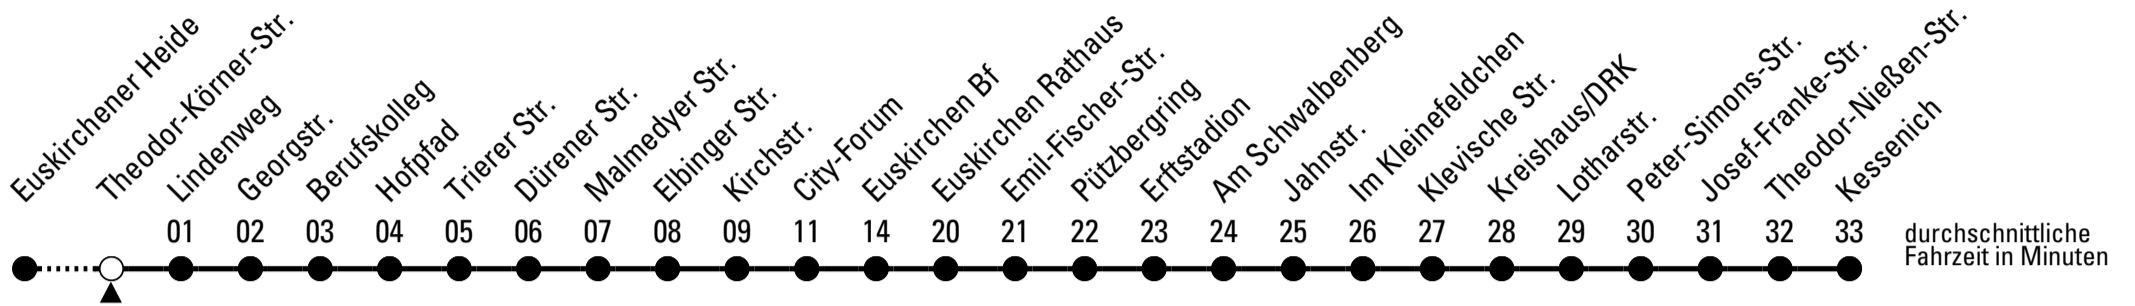 Euskirchener Heide
Theodor-Körner-Str.
Lindenweg
Georgstr.
Berufskolleg
Hofpfad
Trierer Str.
Dürener Str.
Malmedyer Str.
Elbinger Str.
Kirchstr.
City-Forum
Euskirchen Bf
Euskirchen Rathaus
Emil-Fischer-Str.
Pützbergring
Erftstadion
Am Schwalbenberg
Jahnstr.
Im Kleinefeldchen
Klevische Str.
Kreishaus/DRK
Lotharstr.
Peter-Simons-Str.
Josef-Franke-Str.
Theodor-Nießen-Str.
Kessenich
01 02 03 04 05 06 07 08 09 11 14 20 21 22 23 24 25 26 27 28 29 30 31 32 33
durchschnittliche
Fahrzeit in Minuten